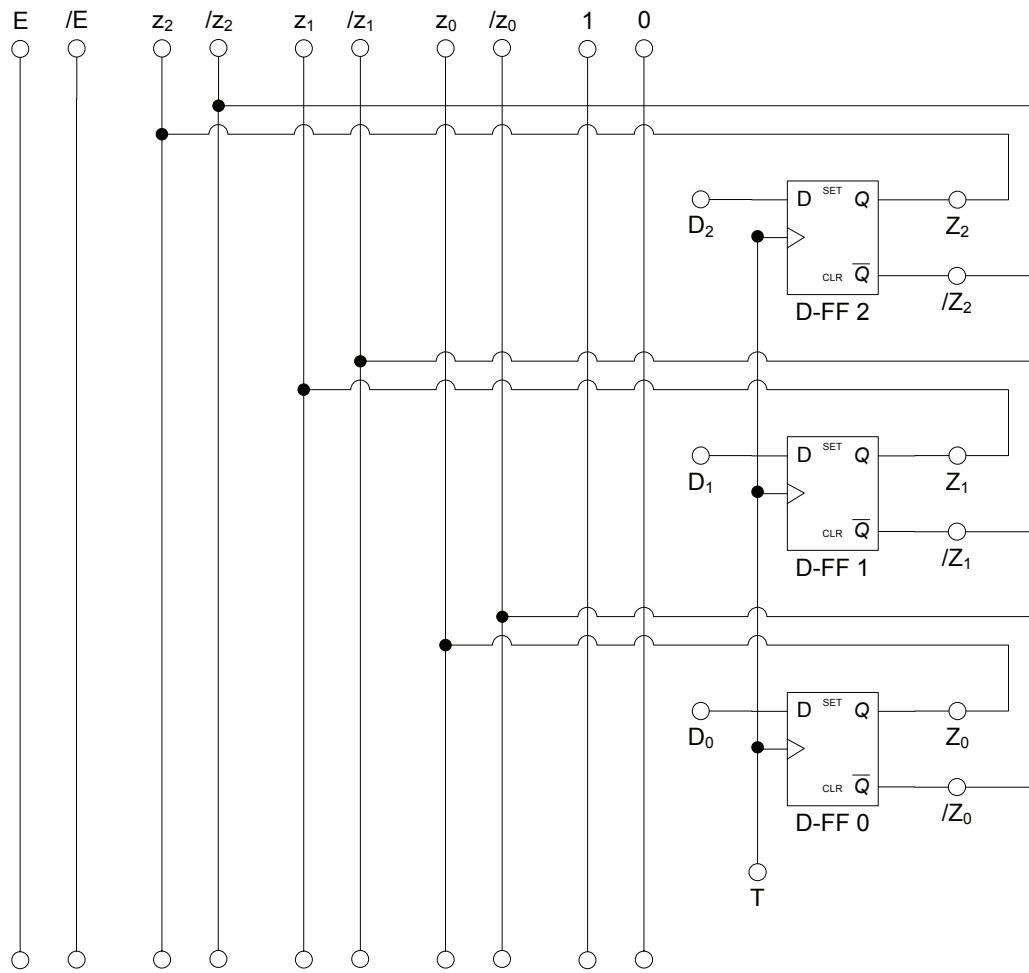 E /E z₂ /z₂ z₁ /z₁ z₀ /z₀ 1 0
D SET Q
D₂ Z₂
CLR Q̅
/Z₂
D-FF 2
D SET Q
D₁ Z₁
CLR Q̅
/Z₁
D-FF 1
D SET Q
D₀ Z₀
CLR Q̅
/Z₀
D-FF 0
T